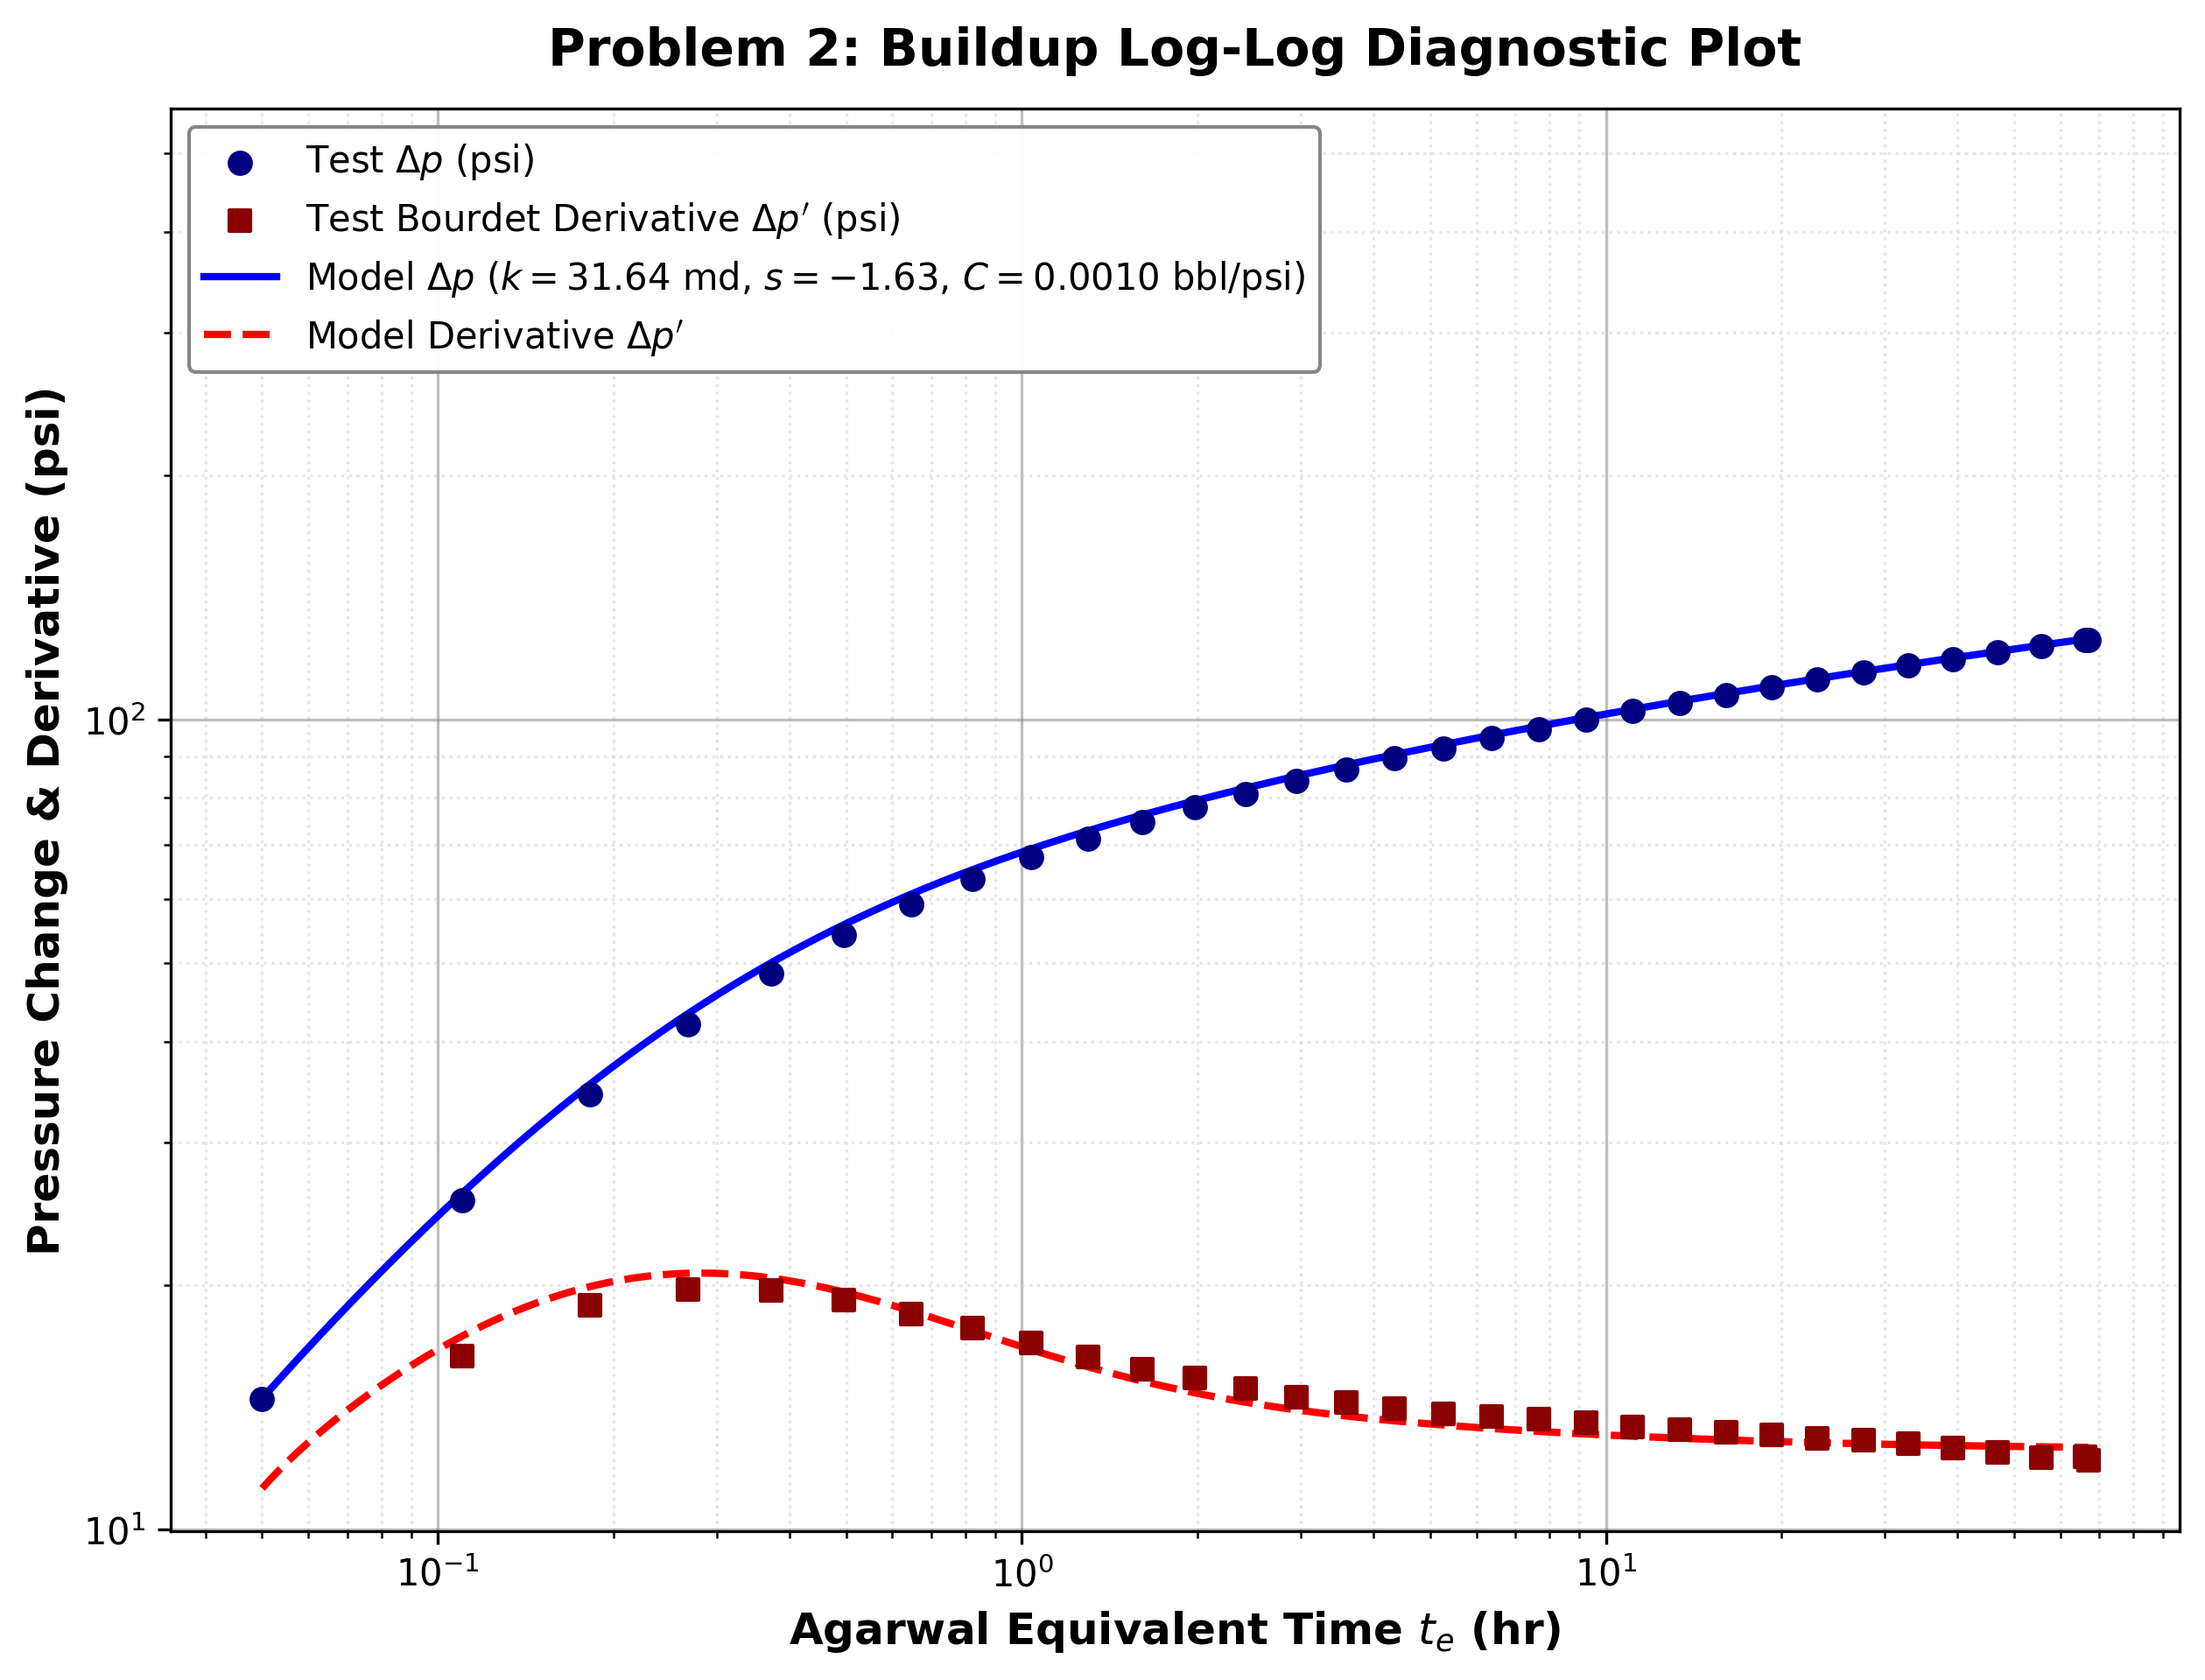 Problem 2: Buildup Log-Log Diagnostic Plot
Test Δp (psi)
Test Bourdet Derivative Δp′ (psi)
Model Δp (k = 31.64 md, s = −1.63, C = 0.0010 bbl/psi)
Model Derivative Δp′
Pressure Change & Derivative (psi)
10²
10¹
10⁻¹
10⁰
10¹
Agarwal Equivalent Time tₑ (hr)